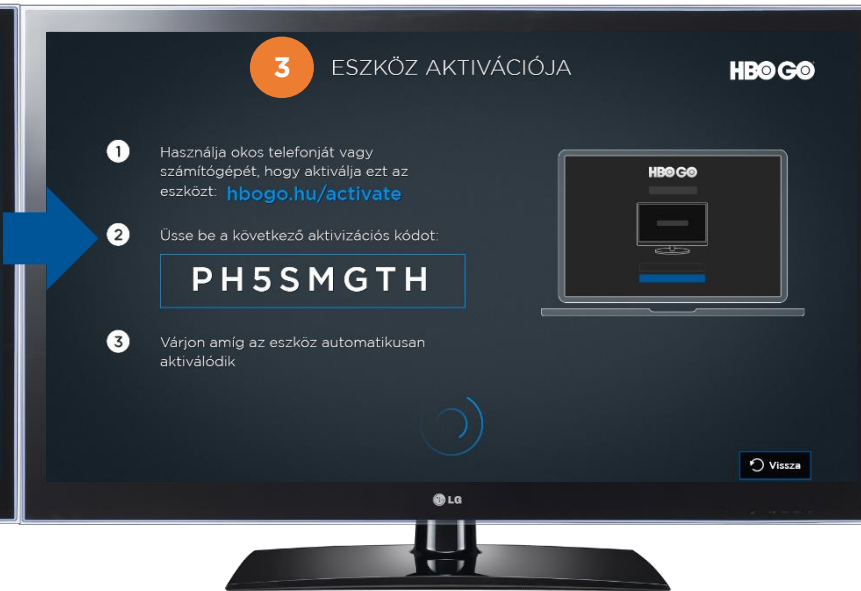 3 ESZKÖZ AKTIVÁCIÓJA
HBO GO
1 Használja okos telefonját vagy
számítógépét, hogy aktiválja ezt az
eszközt: hbogo.hu/activate
HBO GO
2 Üsse be a következő aktivizációs kódot:
PH5SMGTH
3 Várjon amíg az eszköz automatikusan
aktiválódik
Vissza
LG